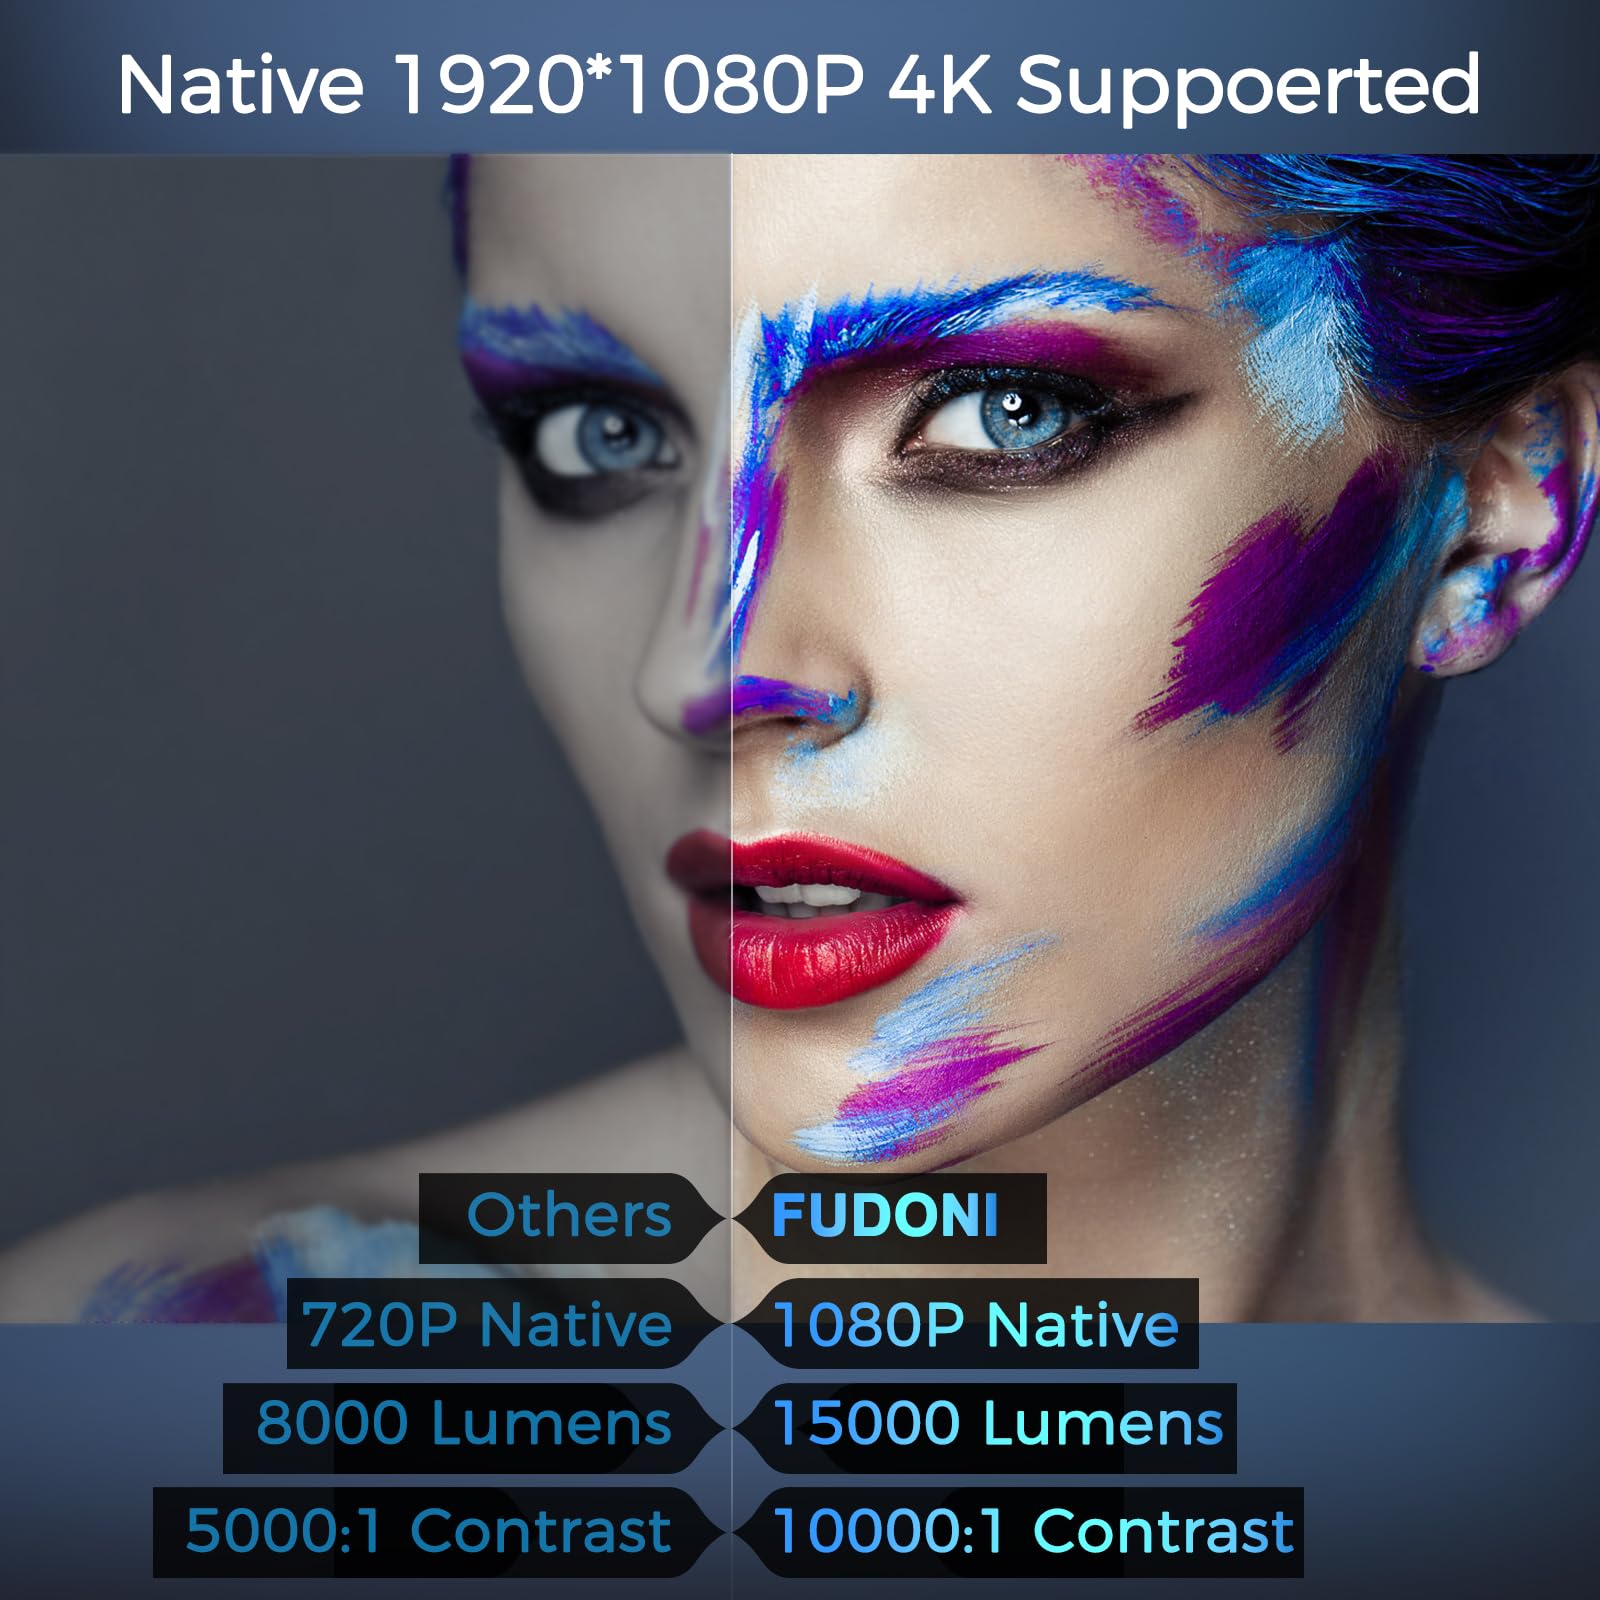 Native 1920*1080P 4K Suppoerted
Others FUDONI
720P Native 1080P Native
8000 Lumens 15000 Lumens
5000:1 Contrast 10000:1 Contrast